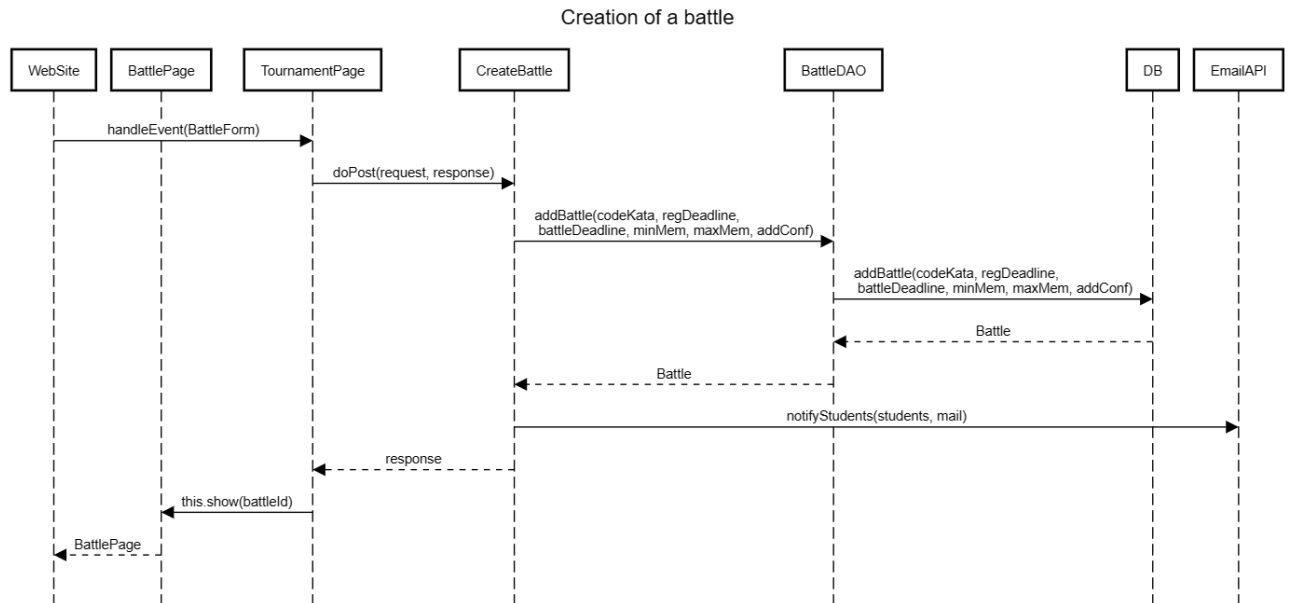 Creation of a battle
WebSite
BattlePage
TournamentPage
CreateBattle
BattleDAO
DB
EmailAPI
handleEvent(BattleForm)
doPost(request, response)
addBattle(codeKata, regDeadline,
battleDeadline, minMem, maxMem, addConf)
addBattle(codeKata, regDeadline,
battleDeadline, minMem, maxMem, addConf)
Battle
Battle
notifyStudents(students, mail)
response
this.show(battleId)
BattlePage